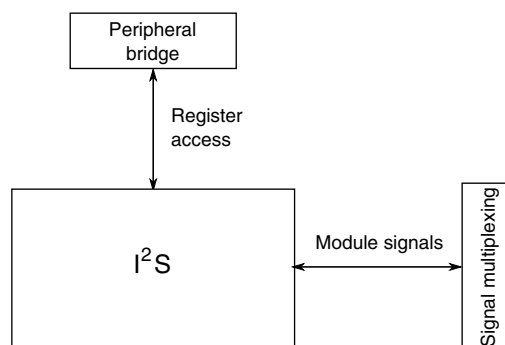 Peripheral
bridge
Register
access
I²S
Module signals
Signal multiplexing